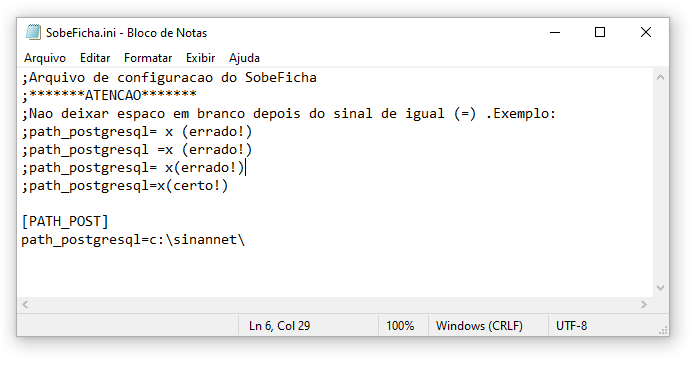 SobeFicha.ini - Bloco de Notas
Arquivo Editar Formatar Exibir Ajuda
;Arquivo de configuracao do SobeFicha
;*******ATENCAO*******
;Nao deixar espaco em branco depois do sinal de igual (=) .Exemplo:
;path_postgresql= x (errado!)
;path_postgresql =x (errado!)
;path_postgresql= x(errado!)
;path_postgresql=x(certo!)
[PATH_POST]
path_postgresql=c:\sinannet\
Ln 6, Col 29 100% Windows (CRLF) UTF-8